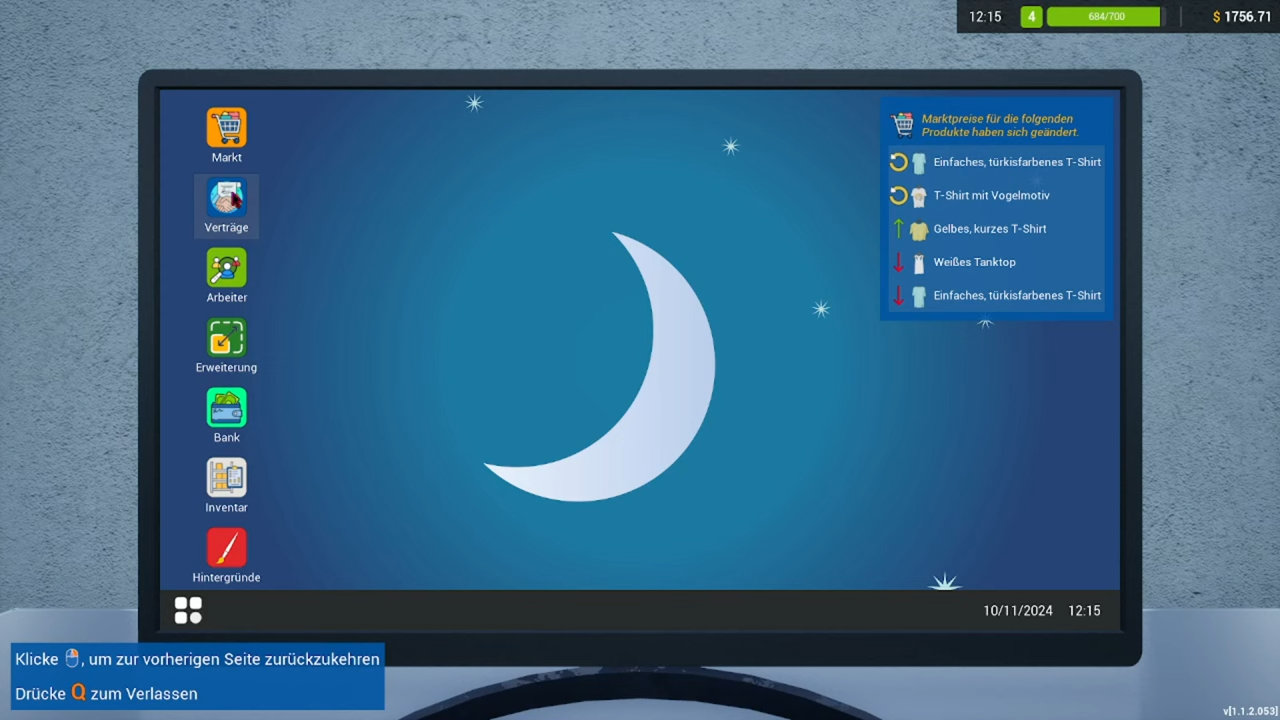 12:15
4
684/700
$ 1756.71
Markt
Verträge
Arbeiter
Erweiterung
Bank
Inventar
Hintergründe
Marktpreise für die folgenden
Produkte haben sich geändert.
Einfaches, türkisfarbenes T-Shirt
T-Shirt mit Vogelmotiv
Gelbes, kurzes T-Shirt
Weißes Tanktop
Einfaches, türkisfarbenes T-Shirt
10/11/2024 12:15
Klicke , um zur vorherigen Seite zurückzukehren
Drücke Q zum Verlassen
v[1.1.2.053]